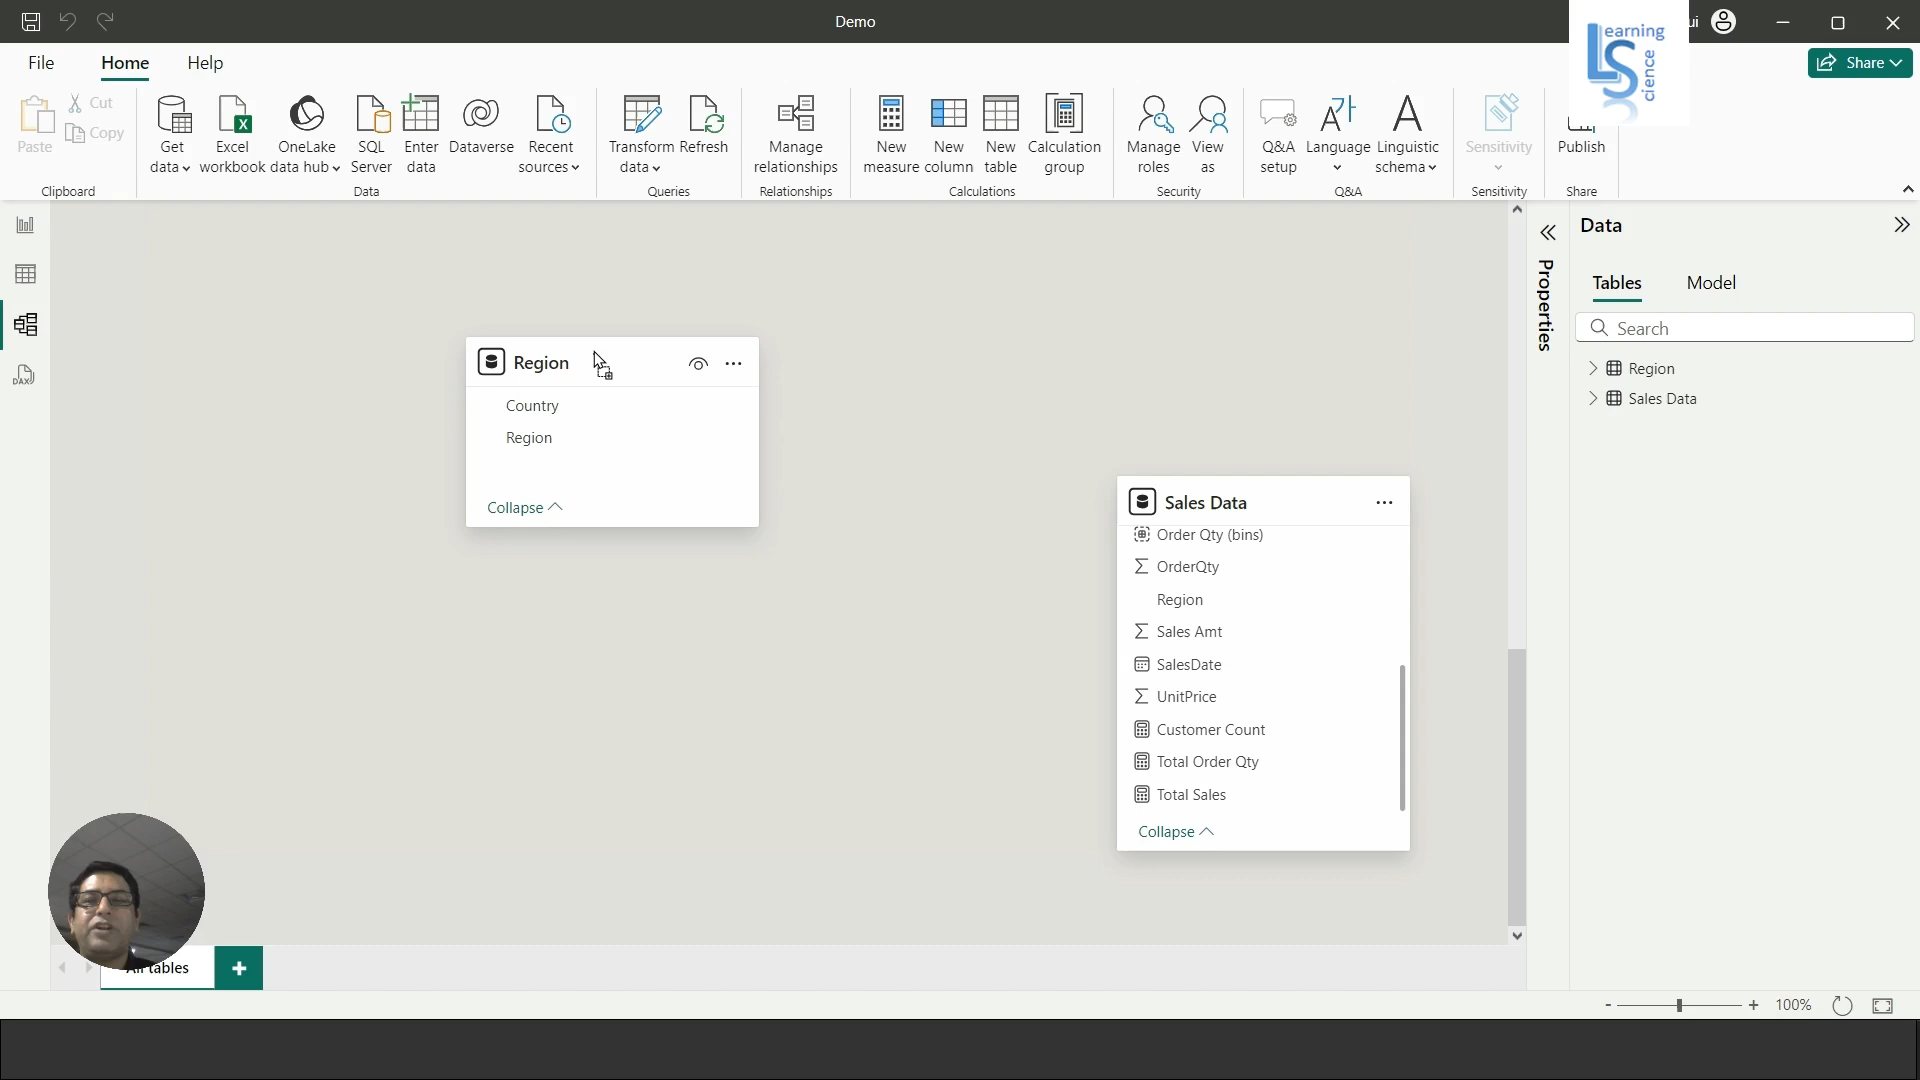 Demo
ui
Learning Science
File
Home
Help
Share
Paste
Cut
Copy
Clipboard
Get data
Excel workbook
OneLake data hub
SQL Server
Enter data
Dataverse
Recent sources
Data
Transform data
Refresh
Queries
Manage relationships
Relationships
New measure
New column
New table
Calculation group
Calculations
Manage roles
View as
Security
Q&A setup
Language
Linguistic schema
Q&A
Sensitivity
Sensitivity
Publish
Share
Region
Country
Region
Collapse
Sales Data
Order Qty (bins)
OrderQty
Region
Sales Amt
SalesDate
UnitPrice
Customer Count
Total Order Qty
Total Sales
Collapse
Properties
Data
Tables
Model
Search
Region
Sales Data
All tables
+
- + 100%